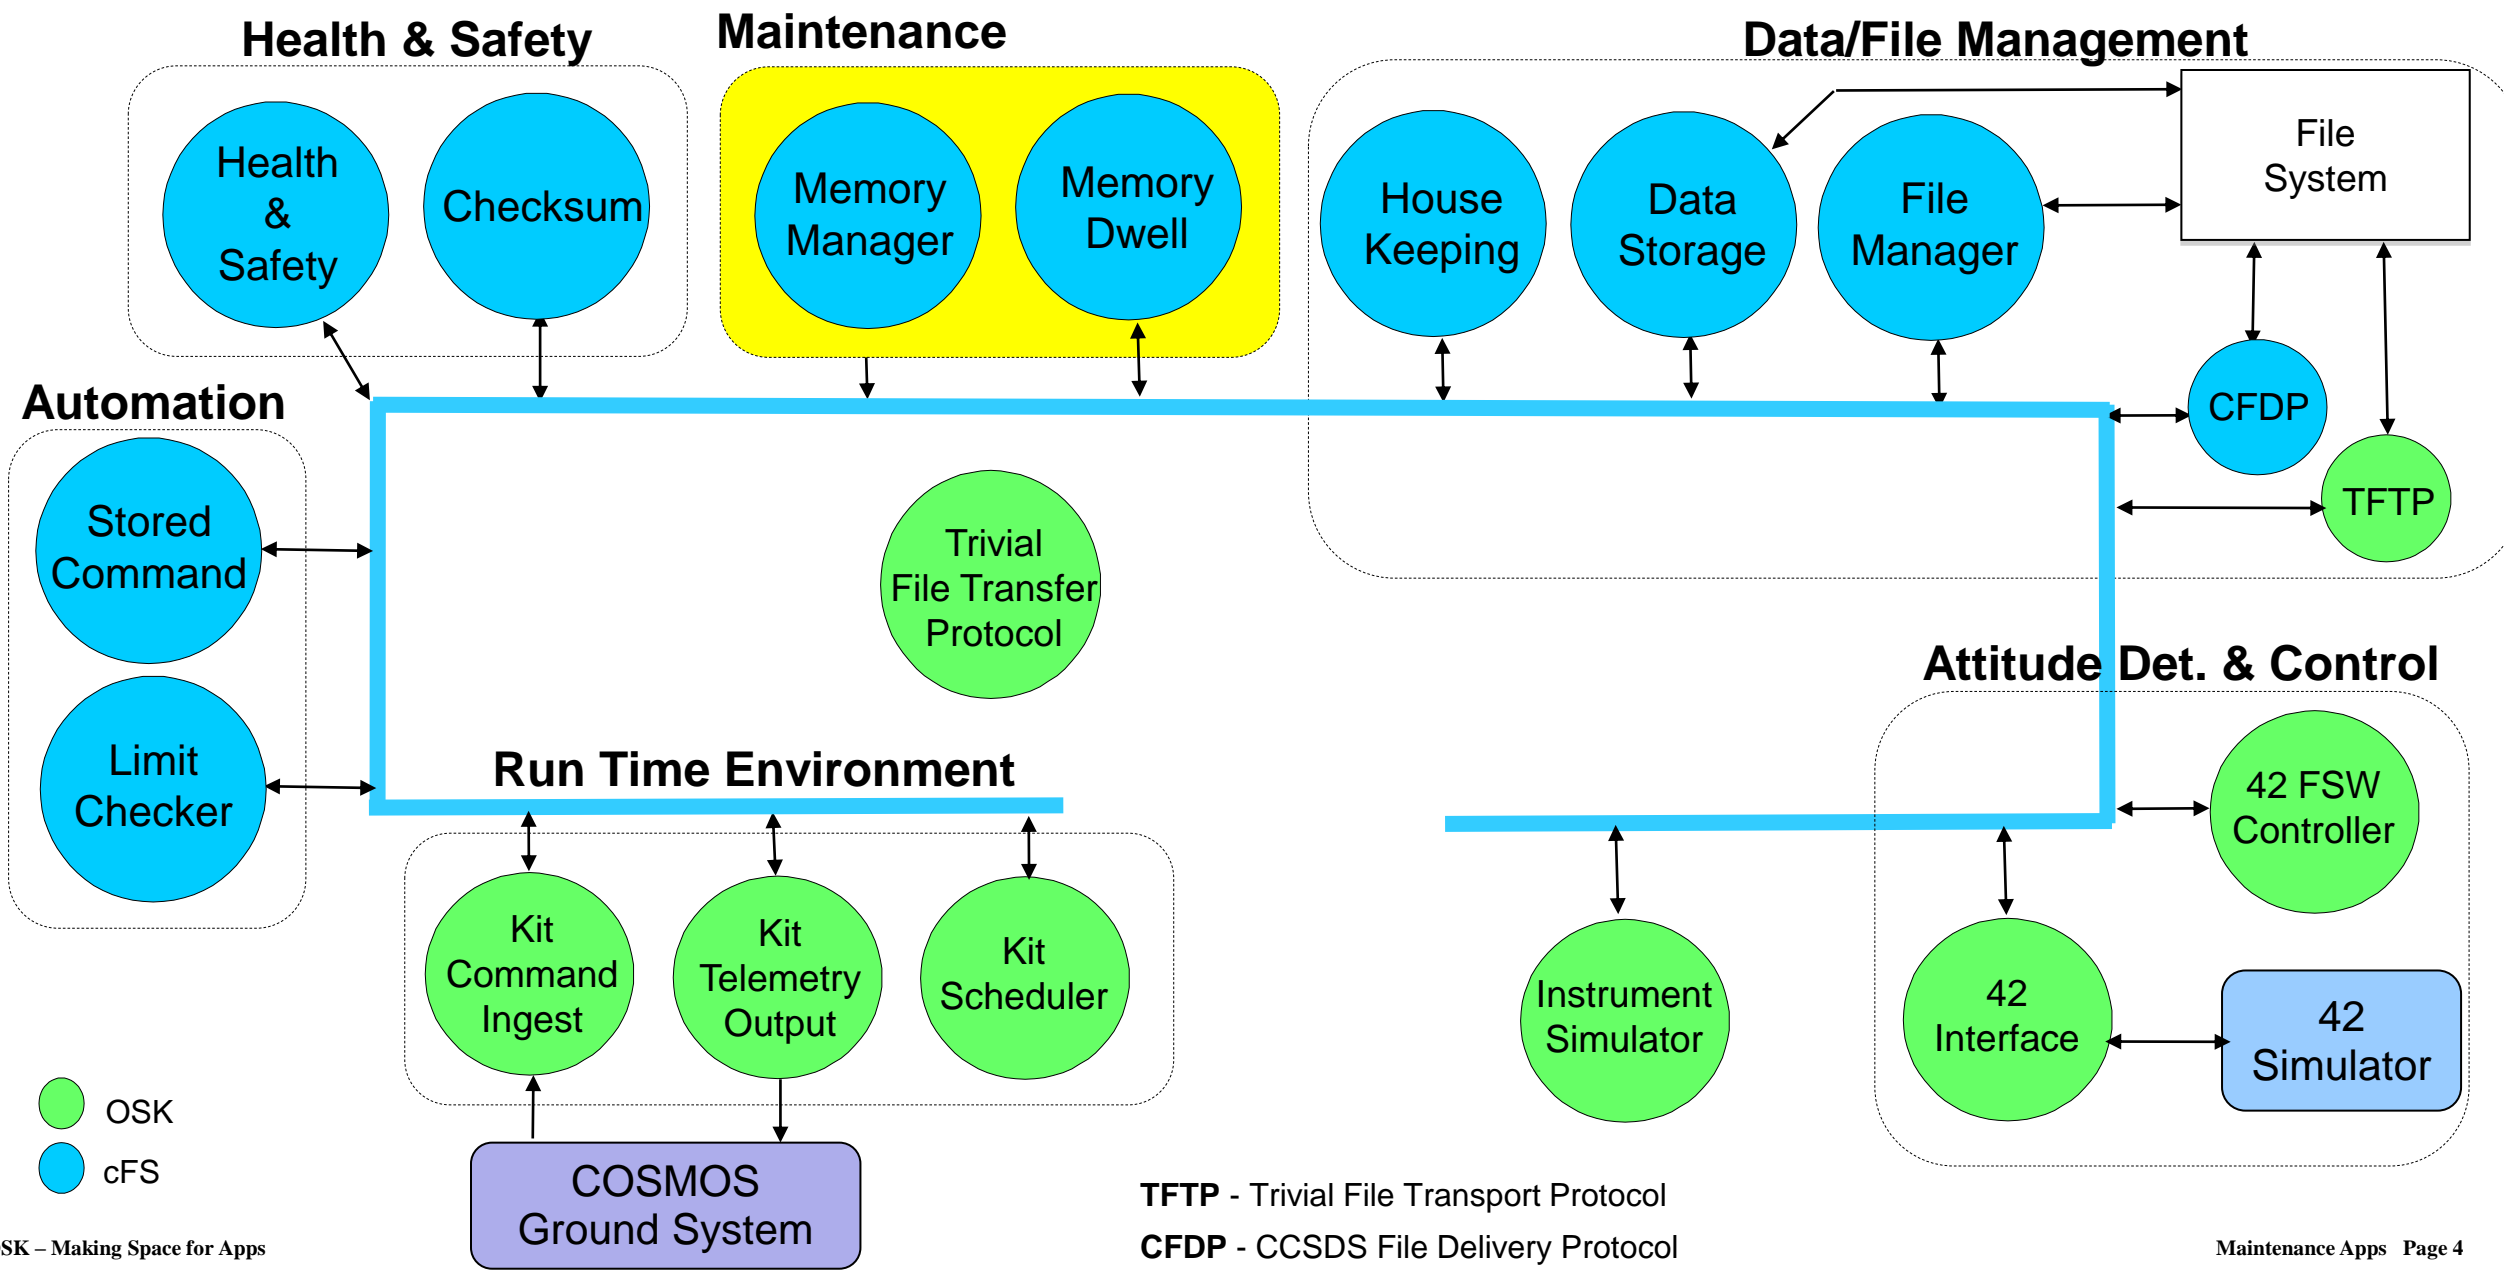 Health & Safety
Maintenance
Data/File Management
Health
&
Safety
Checksum
Memory
Manager
Memory
Dwell
House
Keeping
Data
Storage
File
Manager
File
System
CFDP
TFTP
Automation
Stored
Command
Limit
Checker
Trivial
File Transfer
Protocol
Attitude Det. & Control
42 FSW
Controller
Run Time Environment
Kit
Command
Ingest
Kit
Telemetry
Output
Kit
Scheduler
Instrument
Simulator
42
Interface
42
Simulator
OSK
cFS
COSMOS
Ground System
TFTP - Trivial File Transport Protocol
CFDP - CCSDS File Delivery Protocol
SK – Making Space for Apps
Maintenance Apps Page 4